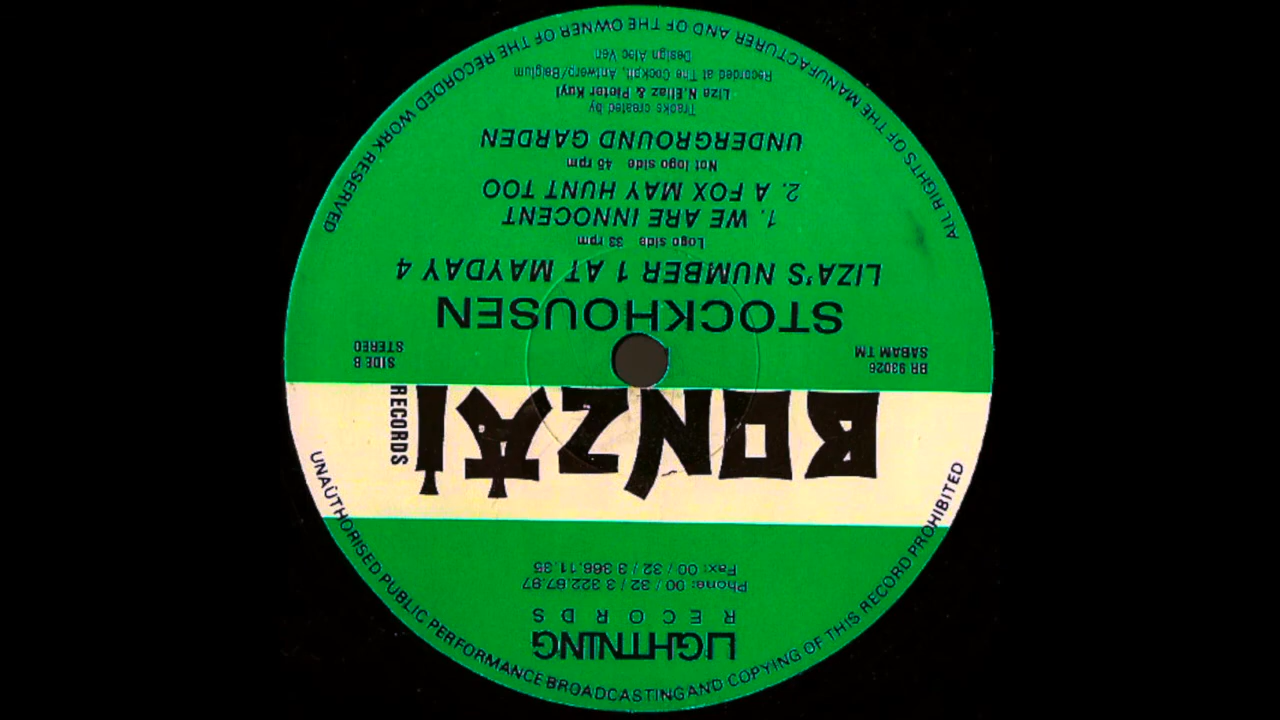 LIGHTNING
RECORDS
Phone: 00 / 32 / 3 322.67.97
Fax: 00 / 32 / 3 366.11.35
BONZAI
RECORDS
BR 93026
SABAM TM
SIDE B
STEREO
STOCKHOUSEN
LIZA'S NUMBER 1 AT MAYDAY 4
Logo side 33 rpm
1. WE ARE INNOCENT
2. A FOX MAY HUNT TOO
Not logo side 45 rpm
UNDERGROUND GARDEN
Tracks created by
Liza N.Eliaz & Pieter Kuyl
Recorded at The Cockpit, Antwerp/Belgium
Design Alec Ven
ALL RIGHTS OF THE MANUFACTURER AND OF THE OWNER OF THE RECORDED WORK RESERVED
UNAUTHORISED PUBLIC PERFORMANCE BROADCASTING AND COPYING OF THIS RECORD PROHIBITED